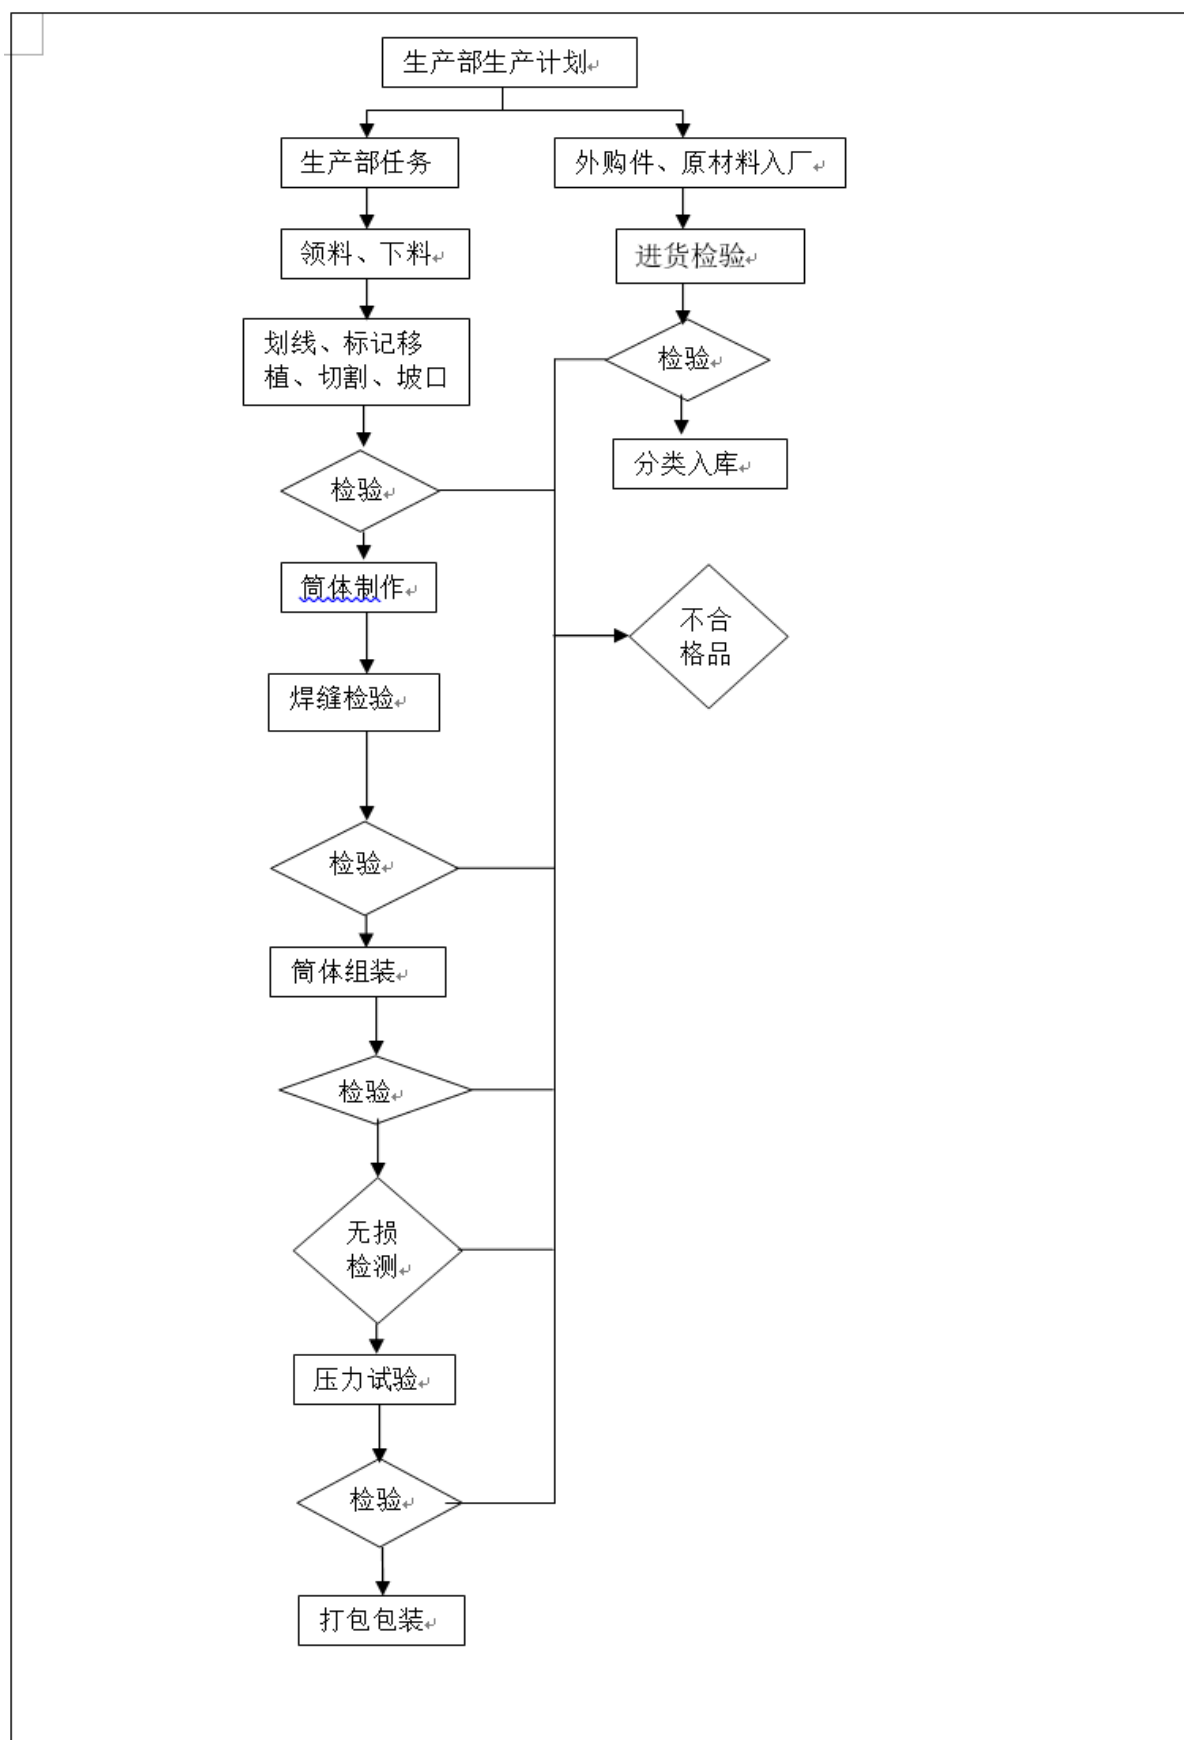 生产部生产计划
生产部任务
外购件、原材料入厂
领料、下料
进货检验
划线、标记移
植、切割、坡口
检验
分类入库
检验
筒体制作
不合
格品
焊缝检验
检验
筒体组装
检验
无损
检测
压力试验
检验
打包包装